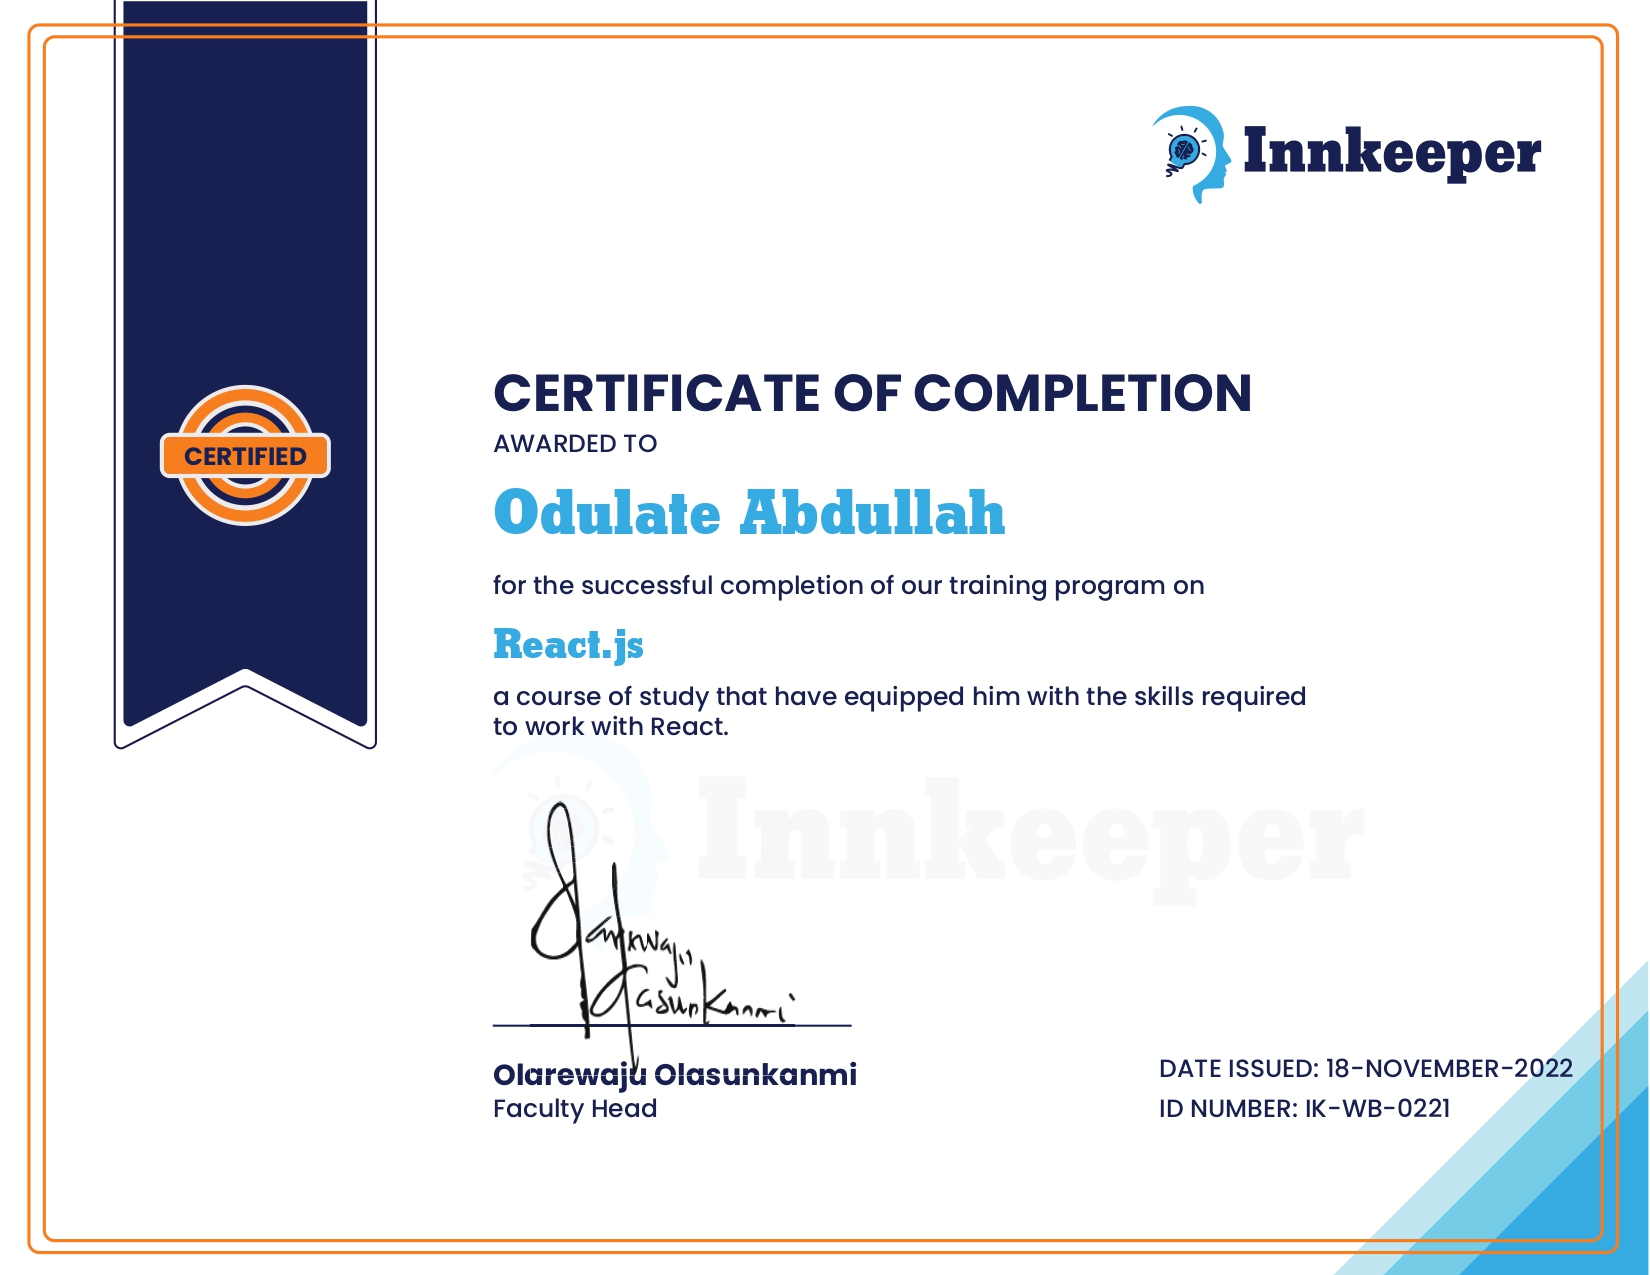 Innkeeper
CERTIFIED
CERTIFICATE OF COMPLETION
AWARDED TO
Odulate Abdullah
for the successful completion of our training program on
React.js
a course of study that have equipped him with the skills required
to work with React.
Innkeeper
Olarewaju
Olasunkanmi
Olarewaju Olasunkanmi
Faculty Head
DATE ISSUED: 18-NOVEMBER-2022
ID NUMBER: IK-WB-0221